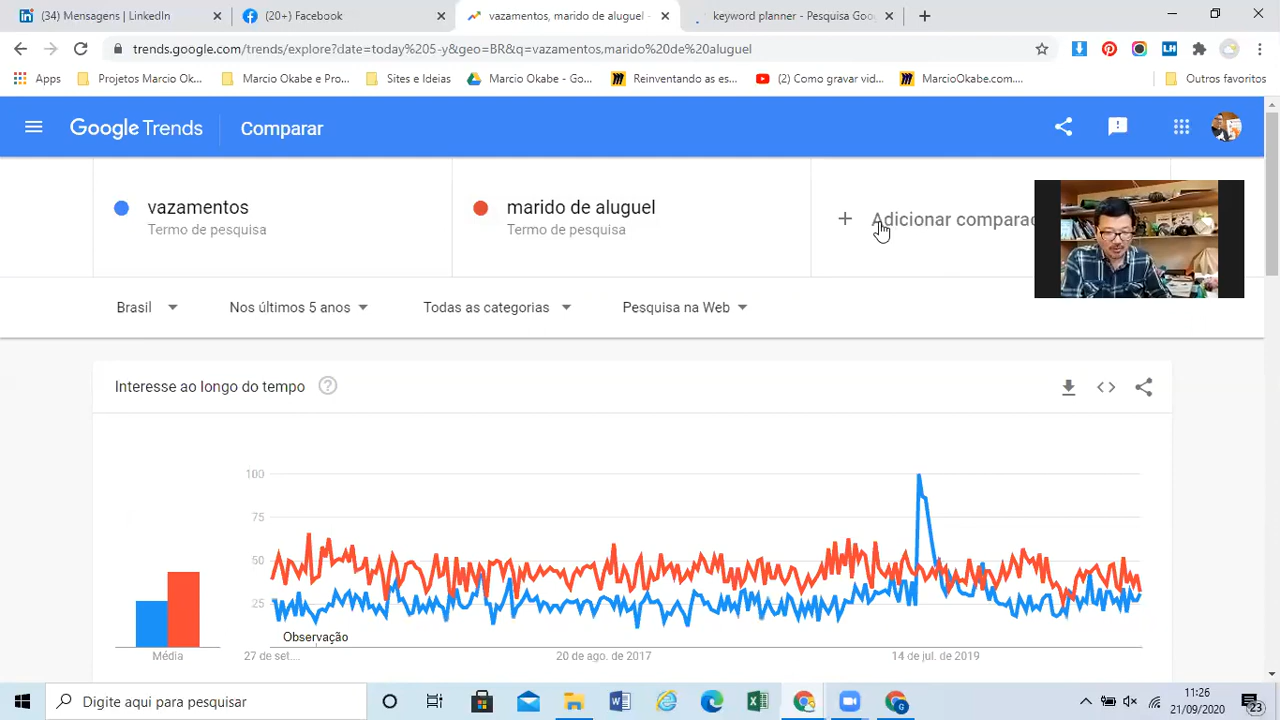 (34) Mensagens | LinkedIn
(20+) Facebook
vazamentos, marido de aluguel -
keyword planner - Pesquisa Goo
trends.google.com/trends/explore?date=today%205-y&geo=BR&q=vazamentos,marido%20de%20aluguel
Apps
Projetos Marcio Ok...
Marcio Okabe e Pro...
Sites e Ideias
Marcio Okabe - Go...
Reinventando as es...
(2) Como gravar vid...
MarcioOkabe.com....
Outros favoritos
Google Trends
Comparar
vazamentos
Termo de pesquisa
marido de aluguel
Termo de pesquisa
+ Adicionar comparaç
Brasil
Nos últimos 5 anos
Todas as categorias
Pesquisa na Web
Interesse ao longo do tempo
100
75
50
25
Observação
Média
27 de set....
20 de ago. de 2017
14 de jul. de 2019
Digite aqui para pesquisar
11:26
21/09/2020
23